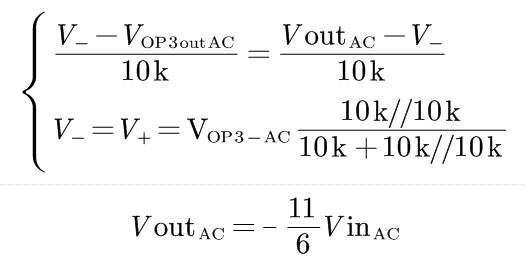 V₋ − V_OP3outAC / 10k = Vout_AC − V₋ / 10k
V₋ = V₊ = V_OP3−AC 10k//10k / 10k + 10k//10k
Vout_AC = − 11/6 Vin_AC